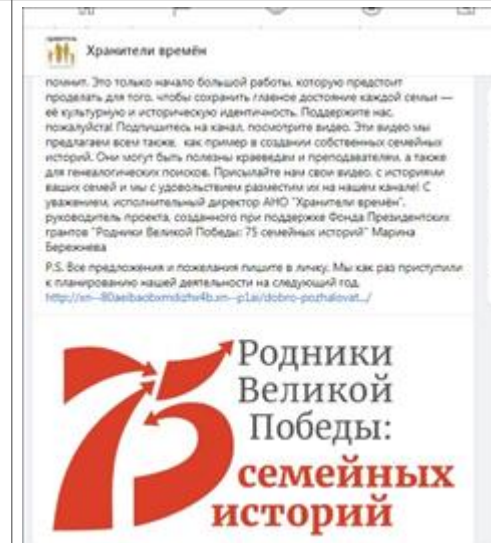 Хранители времён
помнит. Это только начало большой работы, которую предстоит
проделать для того, чтобы сохранить главное достояние каждой семьи —
её культурную и историческую идентичность. Поддержите нас,
пожалуйста! Подпишитесь на канал, посмотрите видео. Эти видео мы
предлагаем всем также, как пример в создании собственных семейных
историй. Они могут быть полезны краеведам и преподавателям, а также
для генеалогических поисков. Присылайте нам свои видео, с историями
ваших семей и мы с удовольствием разместим их на нашем канале! С
уважением, исполнительный директор АНО "Хранители времён",
руководитель проекта, созданного при поддержке Фонда Президентских
грантов "Родники Великой Победы: 75 семейных историй" Марина
Бережнева
P.S. Все предложения и пожелания пишите в личку. Мы как раз приступили
к планированию нашей деятельности на следующий год.
75
Родники
Великой
Победы:
семейных
историй